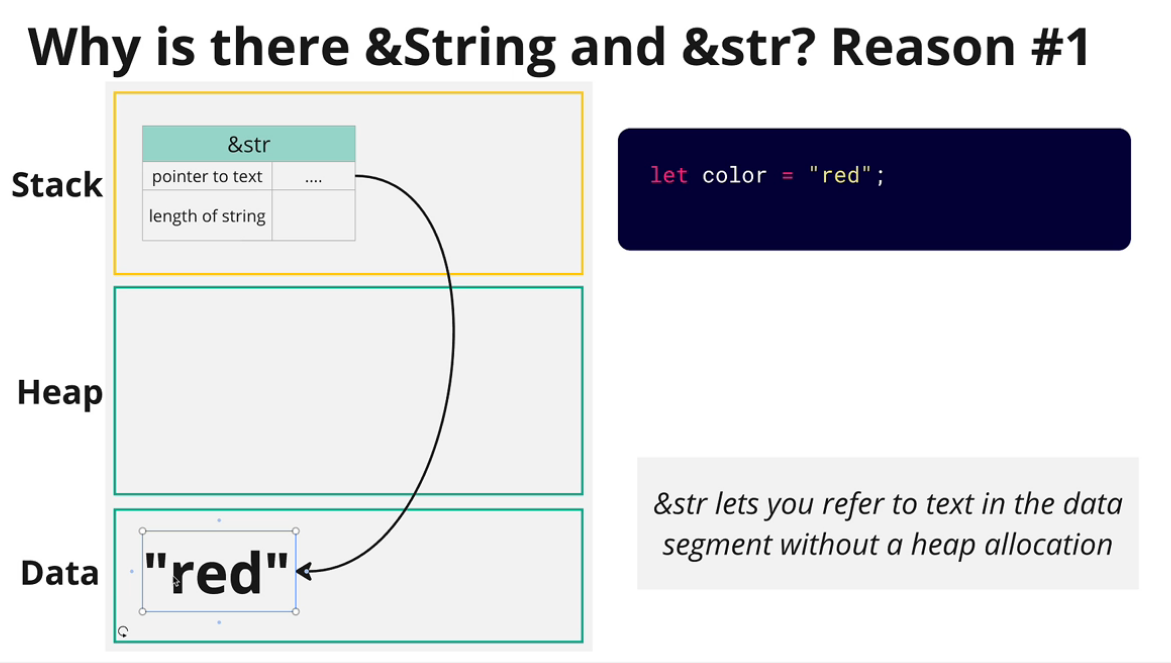 Why is there &String and &str? Reason #1
Stack
&str
pointer to text ....
length of string
let color = "red";
Heap
&str lets you refer to text in the data
segment without a heap allocation
Data
"red"